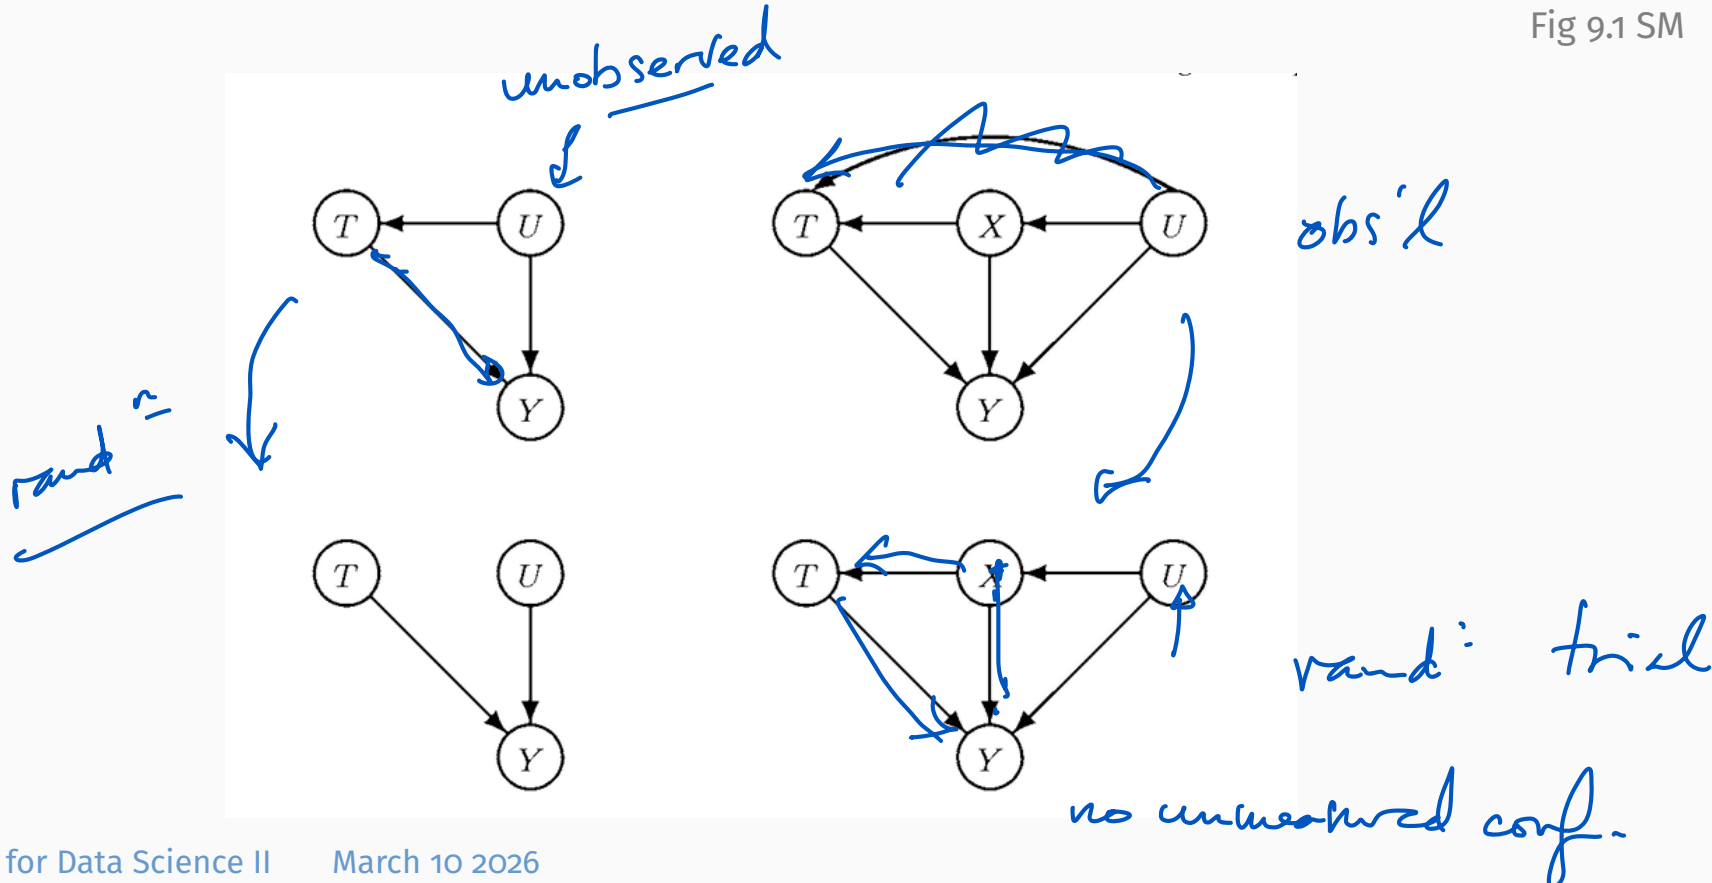 Fig 9.1 SM
unobserved
T U T X U
obs'l
Y Y
rand n
T U T X U
rand: trial
Y Y
no unmeasured conf.
for Data Science II March 10 2026